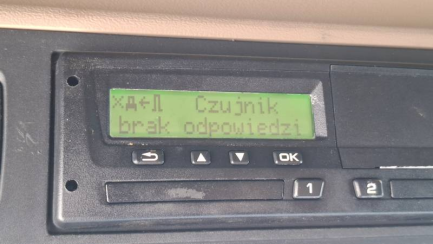 Czujnik
brak odpowiedzi
OK
1 2